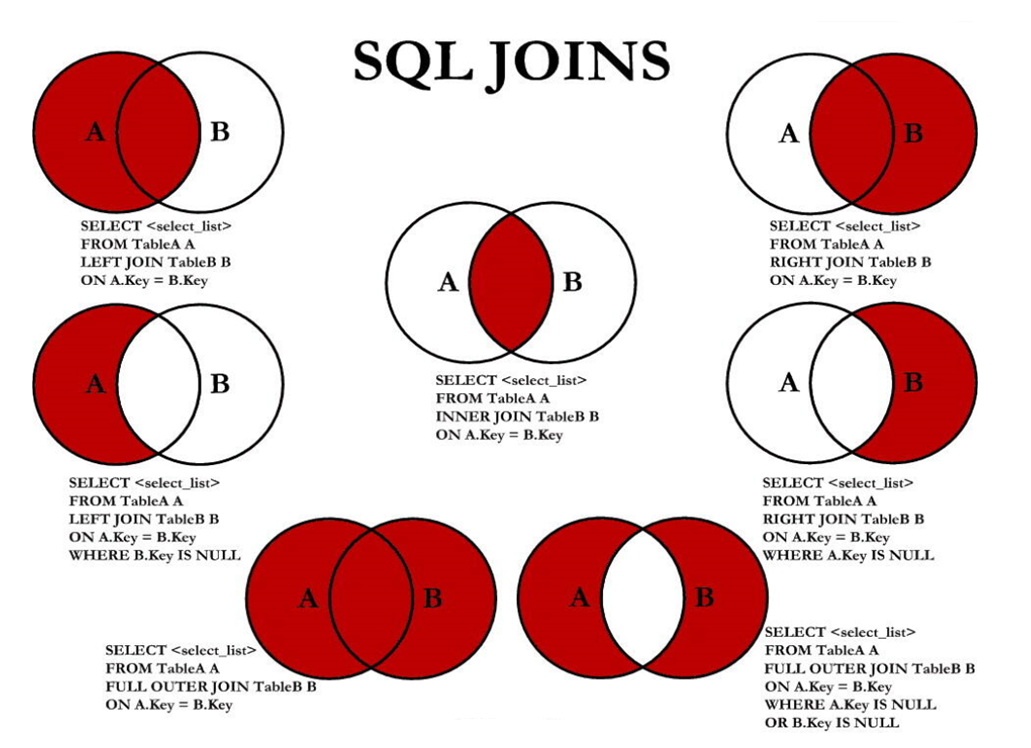 SQL JOINS
A B
SELECT <select_list>
FROM TableA A
LEFT JOIN TableB B
ON A.Key = B.Key
A B
SELECT <select_list>
FROM TableA A
RIGHT JOIN TableB B
ON A.Key = B.Key
A B
SELECT <select_list>
FROM TableA A
INNER JOIN TableB B
ON A.Key = B.Key
A B
SELECT <select_list>
FROM TableA A
LEFT JOIN TableB B
ON A.Key = B.Key
WHERE B.Key IS NULL
A B
SELECT <select_list>
FROM TableA A
RIGHT JOIN TableB B
ON A.Key = B.Key
WHERE A.Key IS NULL
A B
SELECT <select_list>
FROM TableA A
FULL OUTER JOIN TableB B
ON A.Key = B.Key
A B
SELECT <select_list>
FROM TableA A
FULL OUTER JOIN TableB B
ON A.Key = B.Key
WHERE A.Key IS NULL
OR B.Key IS NULL